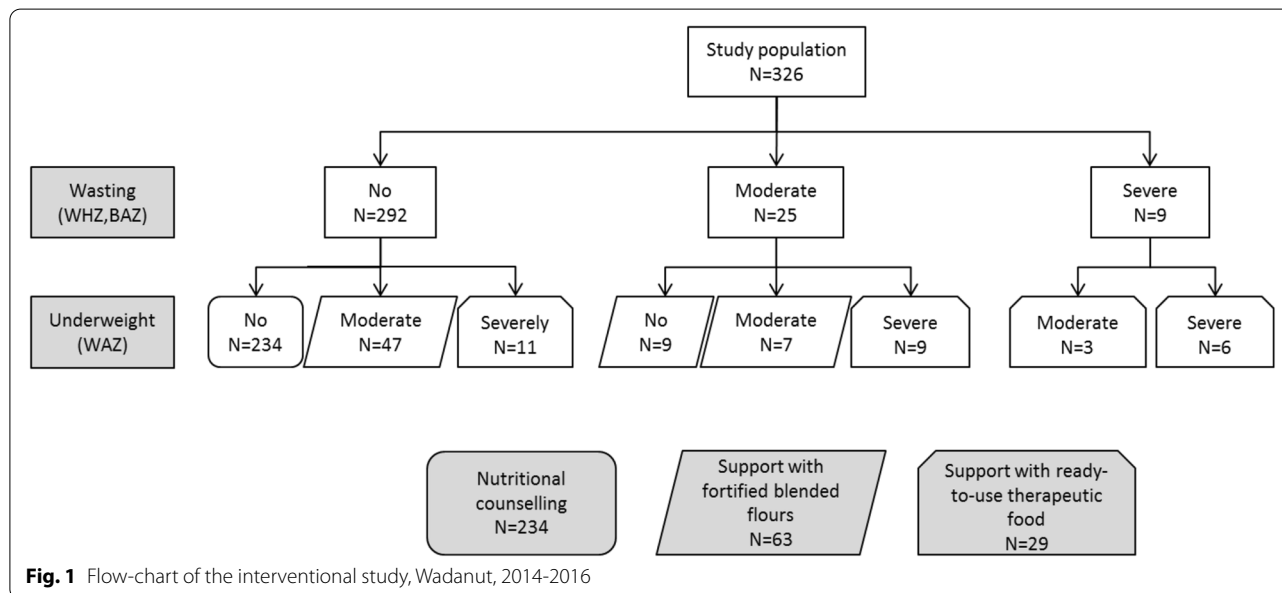 Study population
N=326
Wasting
(WHZ,BAZ)
No
N=292
Moderate
N=25
Severe
N=9
Underweight
(WAZ)
No
N=234
Moderate
N=47
Severely
N=11
No
N=9
Moderate
N=7
Severe
N=9
Moderate
N=3
Severe
N=6
Nutritional
counselling
N=234
Support with
fortified blended
flours
N=63
Support with ready-
to-use therapeutic
food
N=29
Fig. 1 Flow-chart of the interventional study, Wadanut, 2014-2016